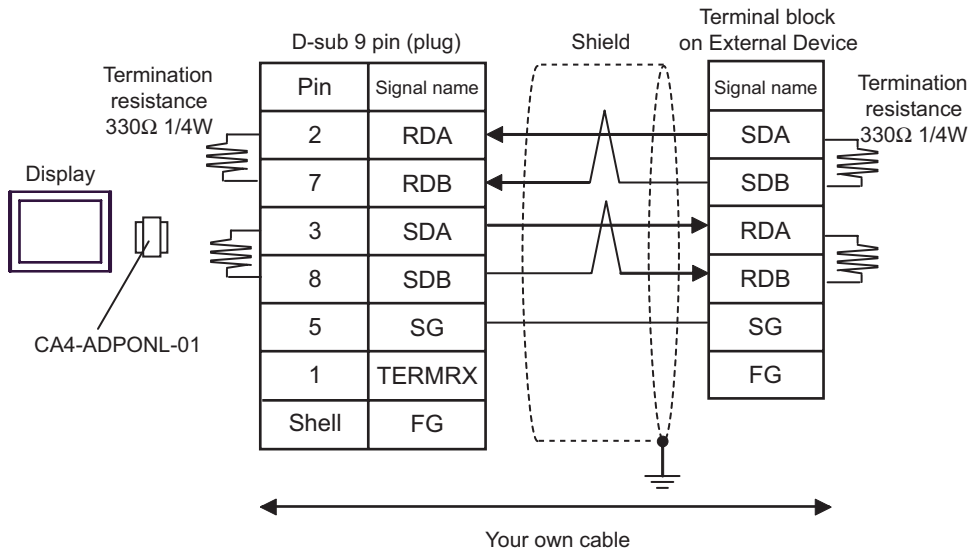 D-sub 9 pin (plug)
Shield
Terminal block
on External Device
Termination
resistance
330Ω 1/4W
Pin
Signal name
2
RDA
7
RDB
3
SDA
8
SDB
5
SG
1
TERMRX
Shell
FG
Signal name
SDA
SDB
RDA
RDB
SG
FG
Termination
resistance
330Ω 1/4W
Display
CA4-ADPONL-01
Your own cable